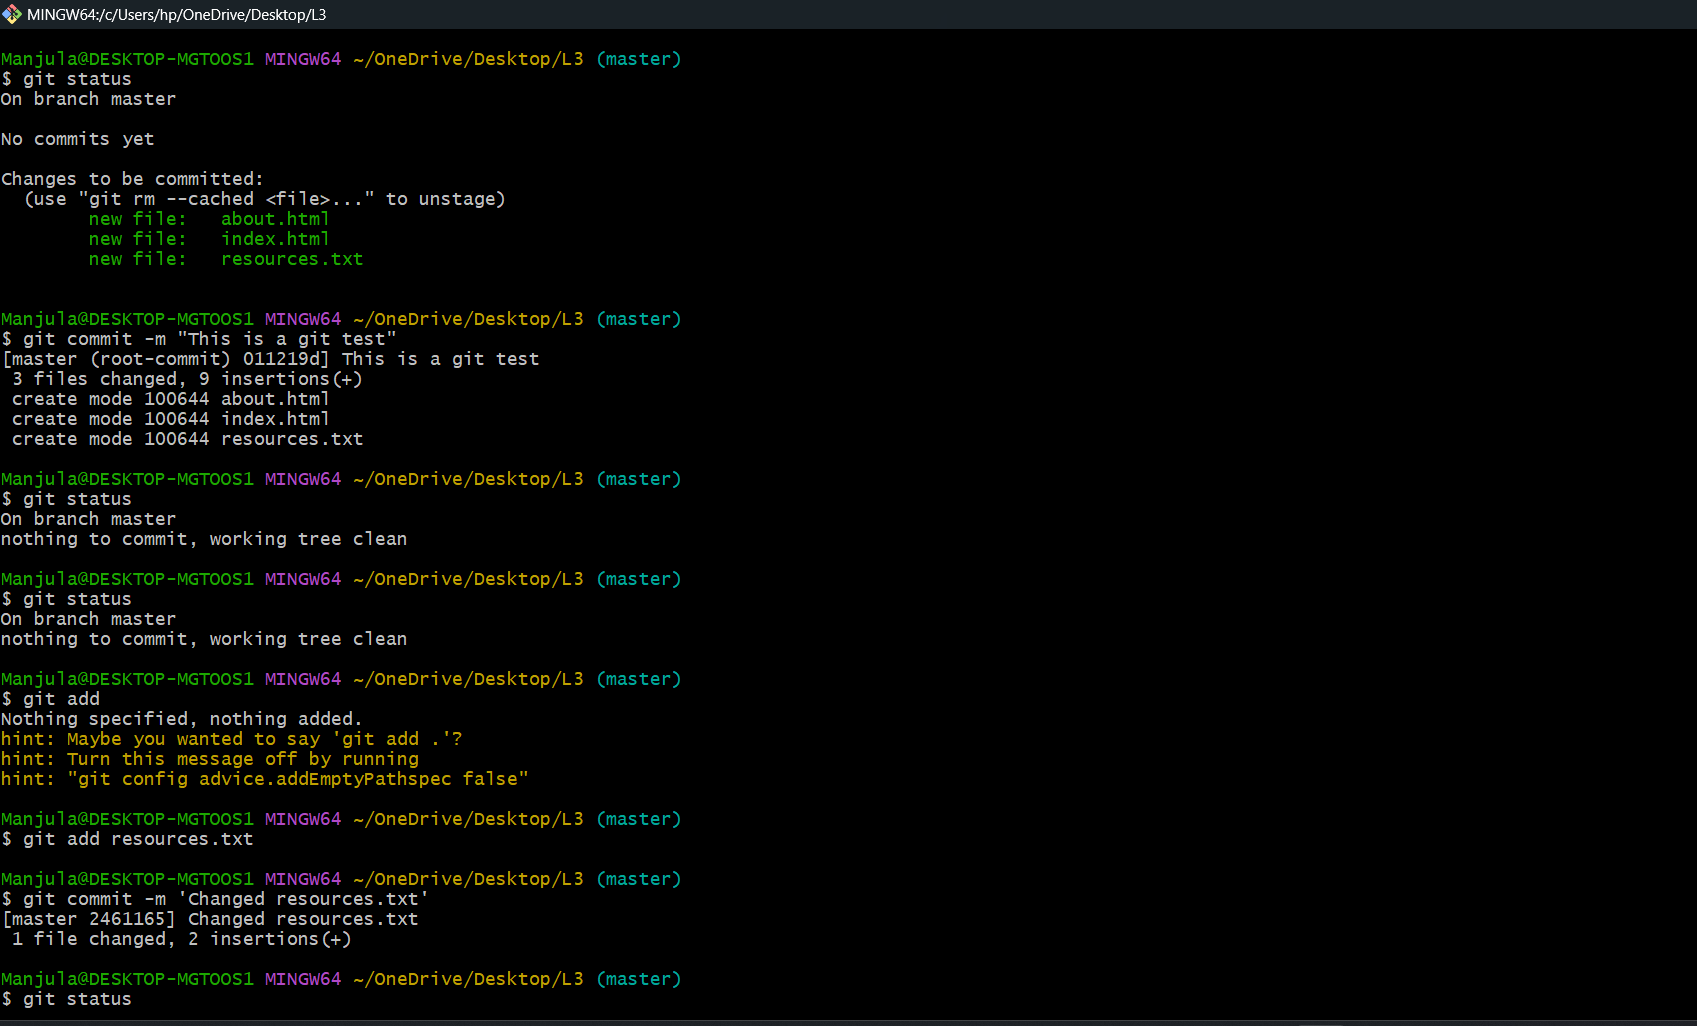 MINGW64:/c/Users/hp/OneDrive/Desktop/L3
Manjula@DESKTOP-MGTOOS1 MINGW64 ~/OneDrive/Desktop/L3 (master)
$ git status
On branch master
No commits yet
Changes to be committed:
  (use "git rm --cached <file>..." to unstage)
        new file:   about.html
        new file:   index.html
        new file:   resources.txt
Manjula@DESKTOP-MGTOOS1 MINGW64 ~/OneDrive/Desktop/L3 (master)
$ git commit -m "This is a git test"
[master (root-commit) 011219d] This is a git test
 3 files changed, 9 insertions(+)
 create mode 100644 about.html
 create mode 100644 index.html
 create mode 100644 resources.txt
Manjula@DESKTOP-MGTOOS1 MINGW64 ~/OneDrive/Desktop/L3 (master)
$ git status
On branch master
nothing to commit, working tree clean
Manjula@DESKTOP-MGTOOS1 MINGW64 ~/OneDrive/Desktop/L3 (master)
$ git status
On branch master
nothing to commit, working tree clean
Manjula@DESKTOP-MGTOOS1 MINGW64 ~/OneDrive/Desktop/L3 (master)
$ git add
Nothing specified, nothing added.
hint: Maybe you wanted to say 'git add .'?
hint: Turn this message off by running
hint: "git config advice.addEmptyPathspec false"
Manjula@DESKTOP-MGTOOS1 MINGW64 ~/OneDrive/Desktop/L3 (master)
$ git add resources.txt
Manjula@DESKTOP-MGTOOS1 MINGW64 ~/OneDrive/Desktop/L3 (master)
$ git commit -m 'Changed resources.txt'
[master 2461165] Changed resources.txt
 1 file changed, 2 insertions(+)
Manjula@DESKTOP-MGTOOS1 MINGW64 ~/OneDrive/Desktop/L3 (master)
$ git status